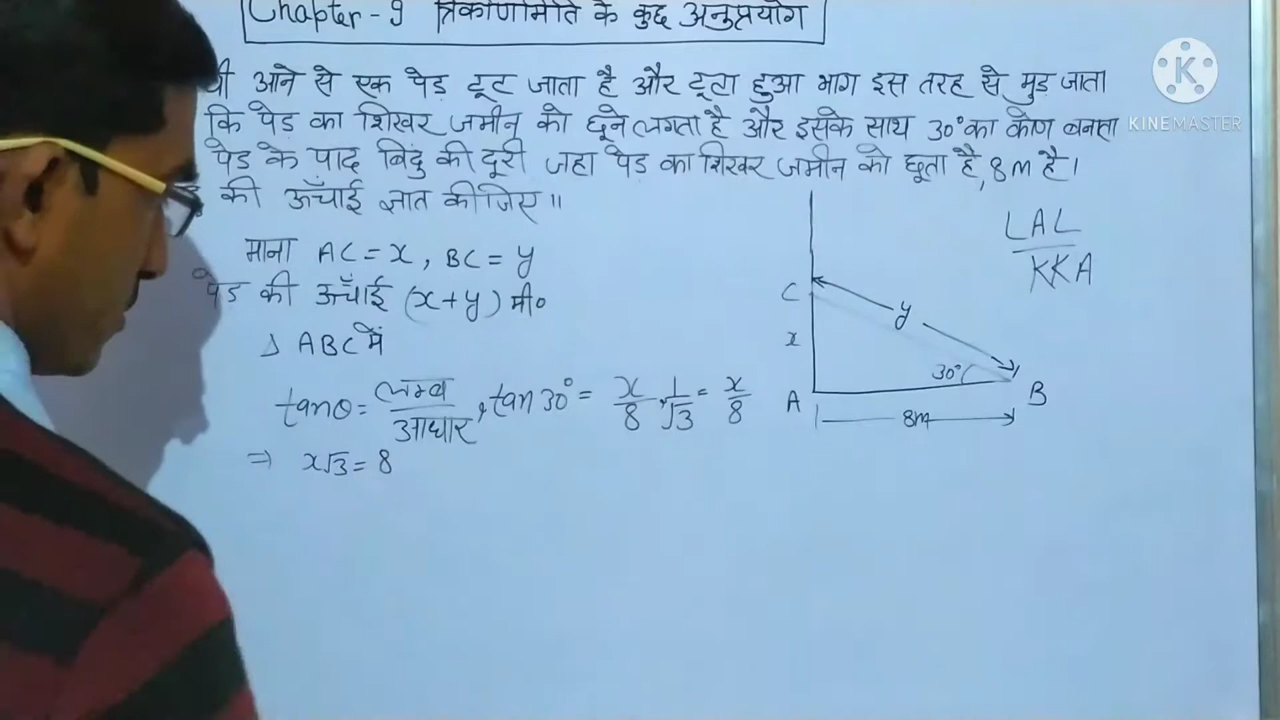 Chapter - 9 त्रिकोणमिति के कुछ अनुप्रयोग
आने से एक पेड़ टूट जाता है और टूटा हुआ भाग इस तरह से मुड जाता
कि पेड का शिखर जमीन को छूने लगता है और इसके साथ 30° का कोण बनाता
पेड के पाद बिंदु की दूरी जहा पेड का शिखर जमीन को छूता है, 8m है।
की ऊँचाई ज्ञात कीजिए॥
माना AC = x, BC = y
पेड की ऊँचाई (x+y) मी०
△ ABC में
tanθ = लम्ब/आधार, tan 30° = x/8, 1/√3 = x/8
⇒ x√3 = 8
C
y
x
30°
A
B
8m
LAL
KKA
K
KINEMASTER